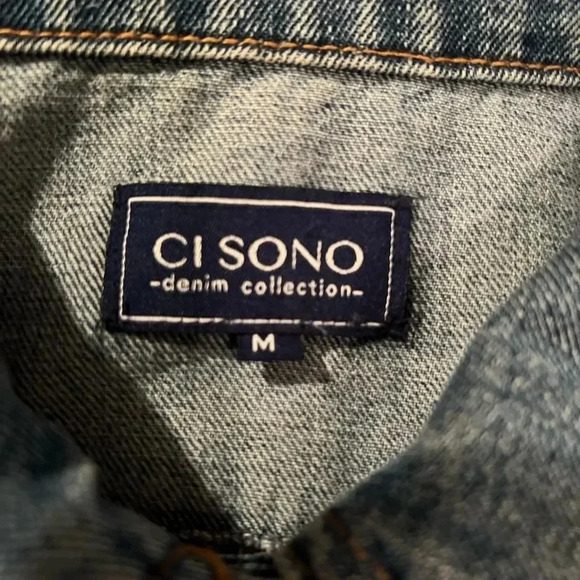 CI SONO
-denim collection-
M